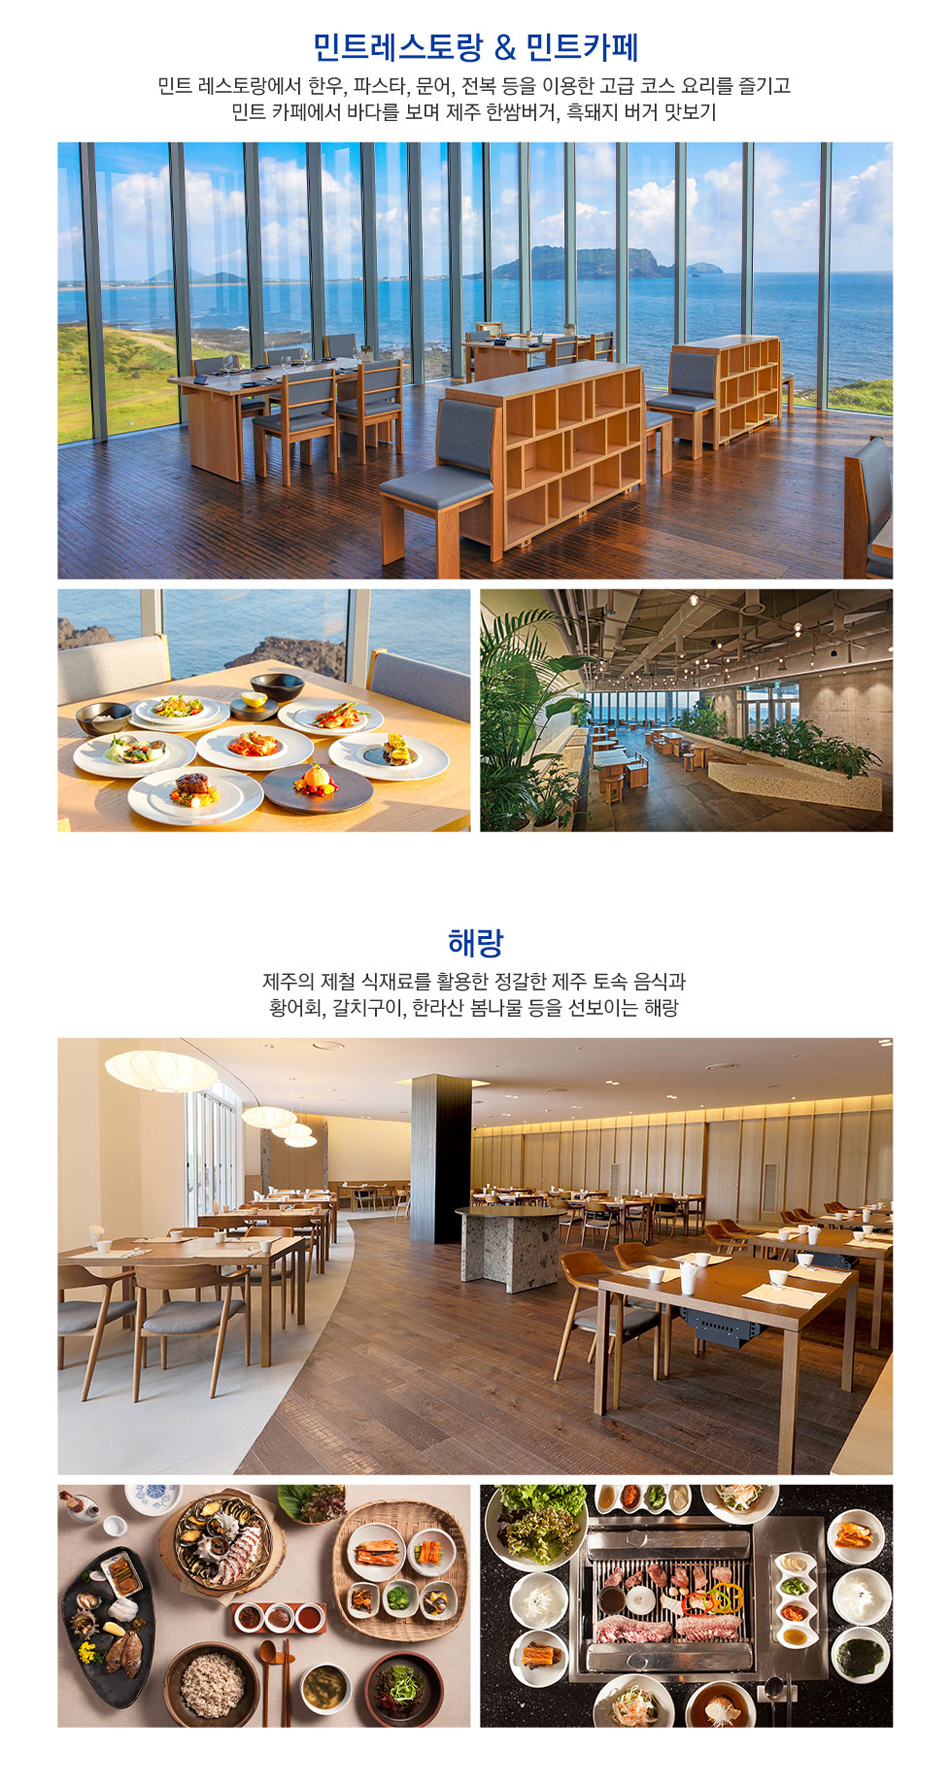 민트레스토랑 & 민트카페
민트 레스토랑에서 한우, 파스타, 문어, 전복 등을 이용한 고급 코스 요리를 즐기고
민트 카페에서 바다를 보며 제주 한쌈버거, 흑돼지 버거 맛보기
해랑
제주의 제철 식재료를 활용한 정갈한 제주 토속 음식과
황어회, 갈치구이, 한라산 봄나물 등을 선보이는 해랑